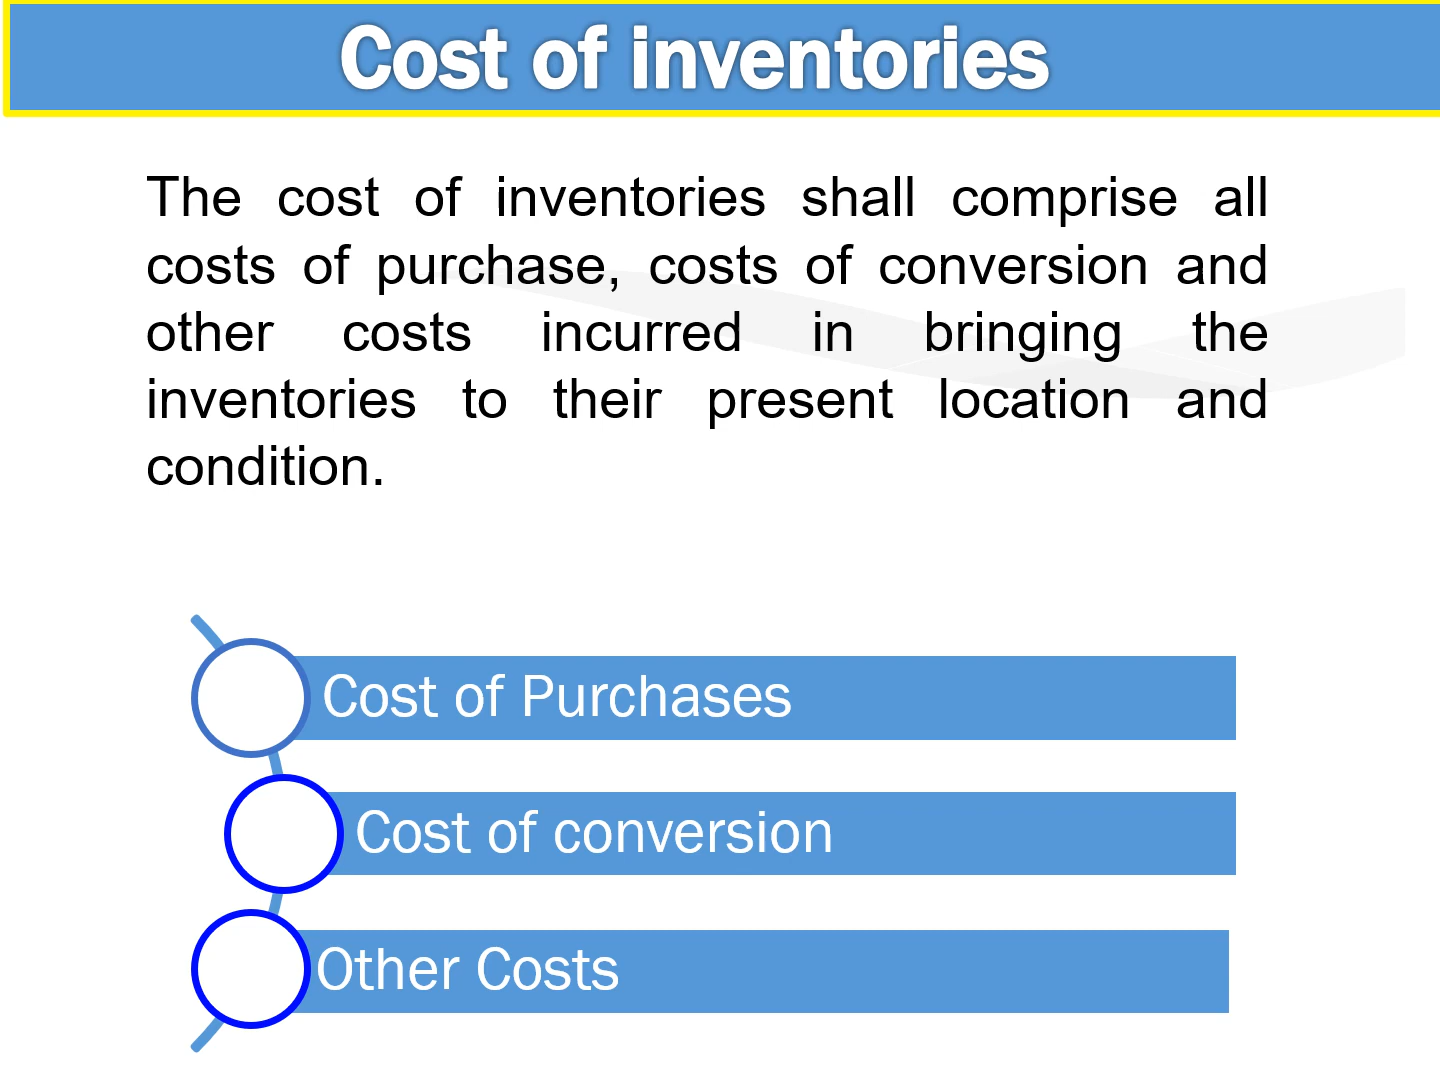 Cost of inventories
The cost of inventories shall comprise all
costs of purchase, costs of conversion and
other costs incurred in bringing the
inventories to their present location and
condition.
Cost of Purchases
Cost of conversion
Other Costs